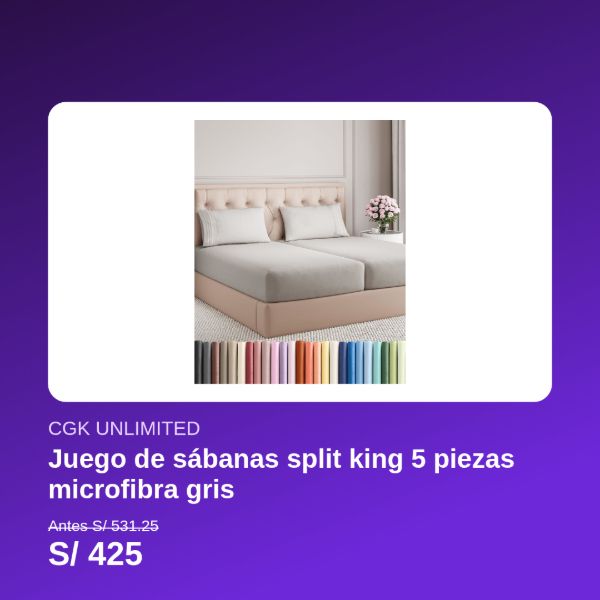 CGK UNLIMITED
Juego de sábanas split king 5 piezas
microfibra gris
Antes S/ 531.25
S/ 425